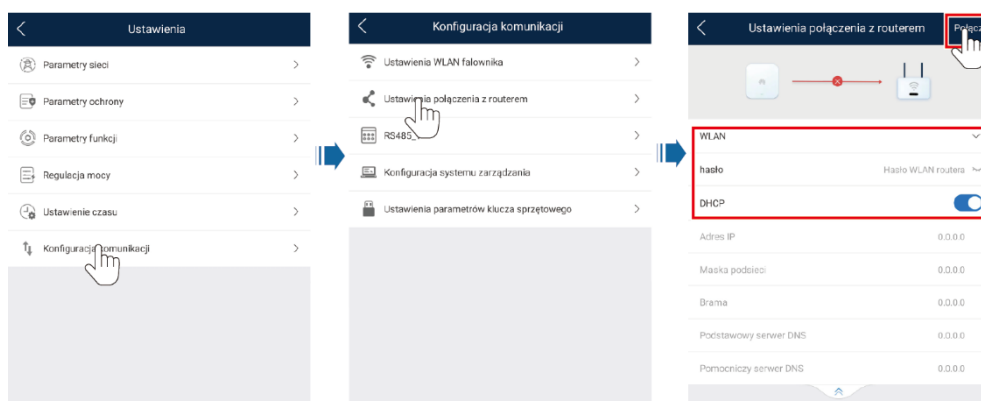 Ustawienia
Parametry sieci
Parametry ochrony
Parametry funkcji
Regulacja mocy
Ustawienie czasu
Konfiguracja komunikacji
Konfiguracja komunikacji
Ustawienia WLAN falownika
Ustawienia połączenia z routerem
RS485_
Konfiguracja systemu zarządzania
Ustawienia parametrów klucza sprzętowego
Ustawienia połączenia z routerem
Połącz
WLAN
hasło Hasło WLAN routera
DHCP
Adres IP 0.0.0.0
Maska podsieci 0.0.0.0
Brama 0.0.0.0
Podstawowy serwer DNS 0.0.0.0
Pomocniczy serwer DNS 0.0.0.0